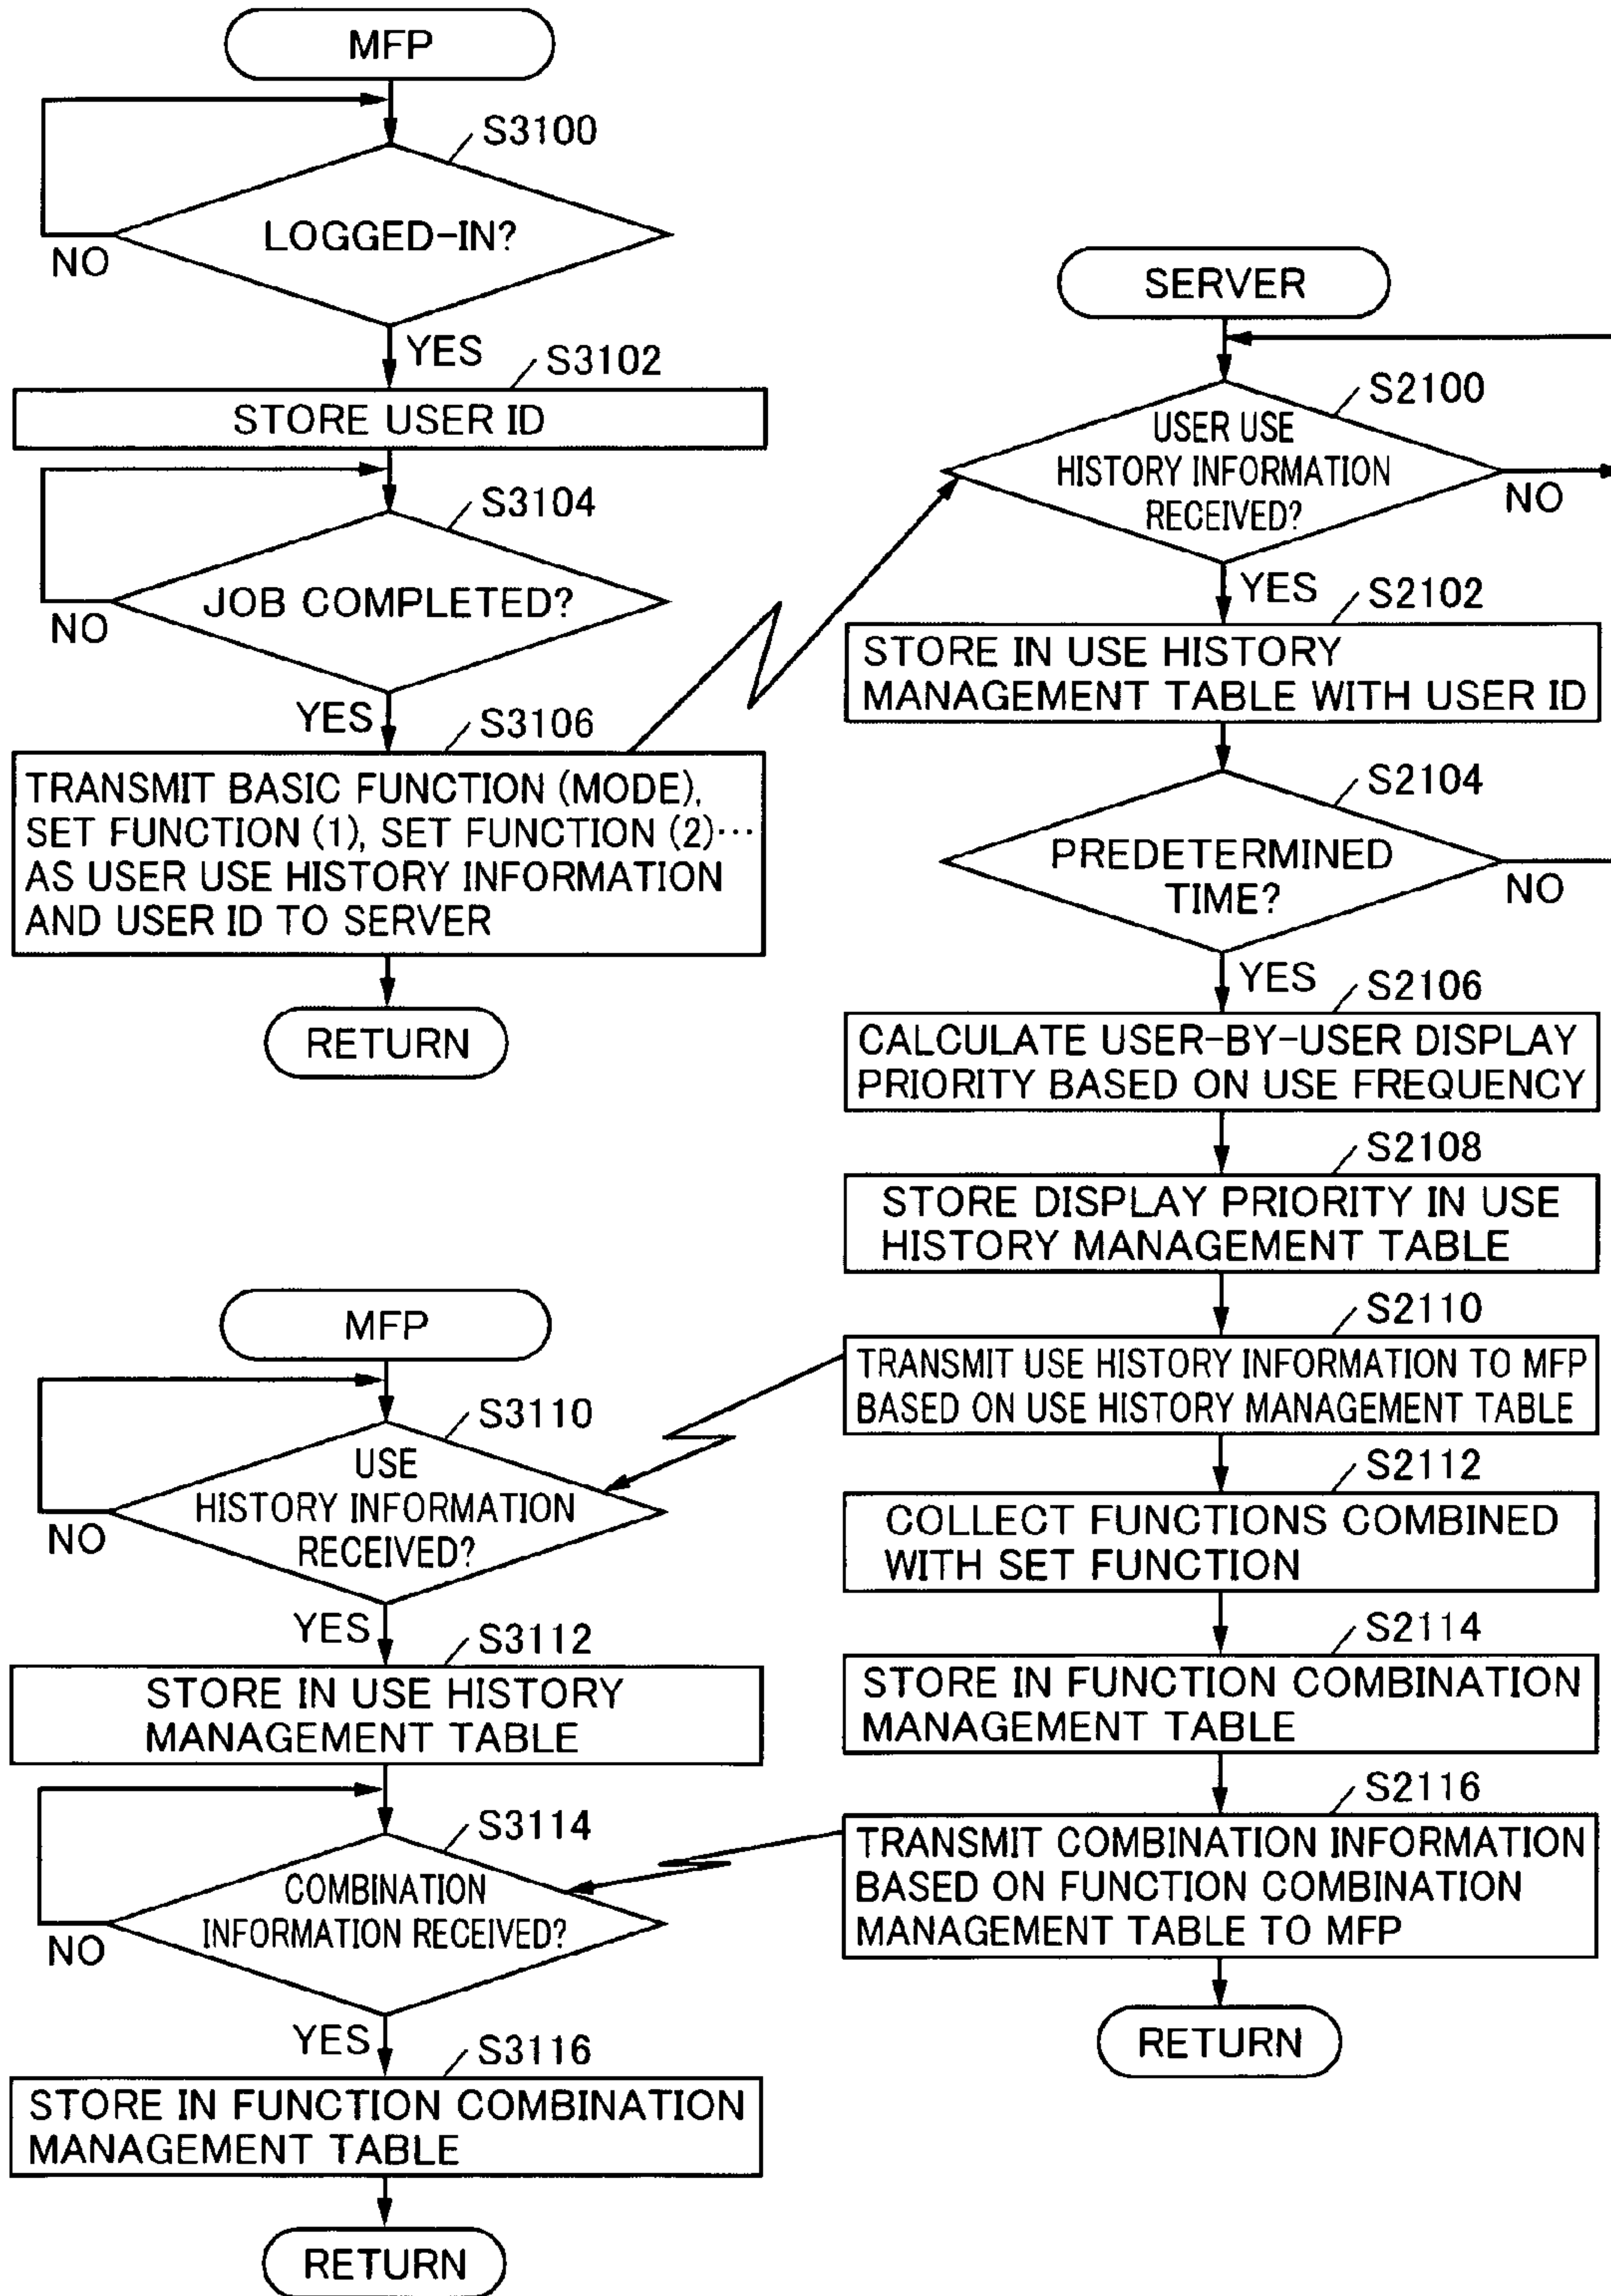 MFP
S3100
LOGGED-IN?
NO
YES
S3102
STORE USER ID
S3104
JOB COMPLETED?
NO
YES
S3106
TRANSMIT BASIC FUNCTION (MODE),
SET FUNCTION (1), SET FUNCTION (2)···
AS USER USE HISTORY INFORMATION
AND USER ID TO SERVER
RETURN
SERVER
S2100
USER USE
HISTORY INFORMATION
RECEIVED?
NO
YES
S2102
STORE IN USE HISTORY
MANAGEMENT TABLE WITH USER ID
S2104
PREDETERMINED
TIME?
NO
YES
S2106
CALCULATE USER-BY-USER DISPLAY
PRIORITY BASED ON USE FREQUENCY
S2108
STORE DISPLAY PRIORITY IN USE
HISTORY MANAGEMENT TABLE
S2110
TRANSMIT USE HISTORY INFORMATION TO MFP
BASED ON USE HISTORY MANAGEMENT TABLE
S2112
COLLECT FUNCTIONS COMBINED
WITH SET FUNCTION
S2114
STORE IN FUNCTION COMBINATION
MANAGEMENT TABLE
S2116
TRANSMIT COMBINATION INFORMATION
BASED ON FUNCTION COMBINATION
MANAGEMENT TABLE TO MFP
RETURN
MFP
S3110
USE
HISTORY INFORMATION
RECEIVED?
NO
YES
S3112
STORE IN USE HISTORY
MANAGEMENT TABLE
S3114
COMBINATION
INFORMATION RECEIVED?
NO
YES
S3116
STORE IN FUNCTION COMBINATION
MANAGEMENT TABLE
RETURN